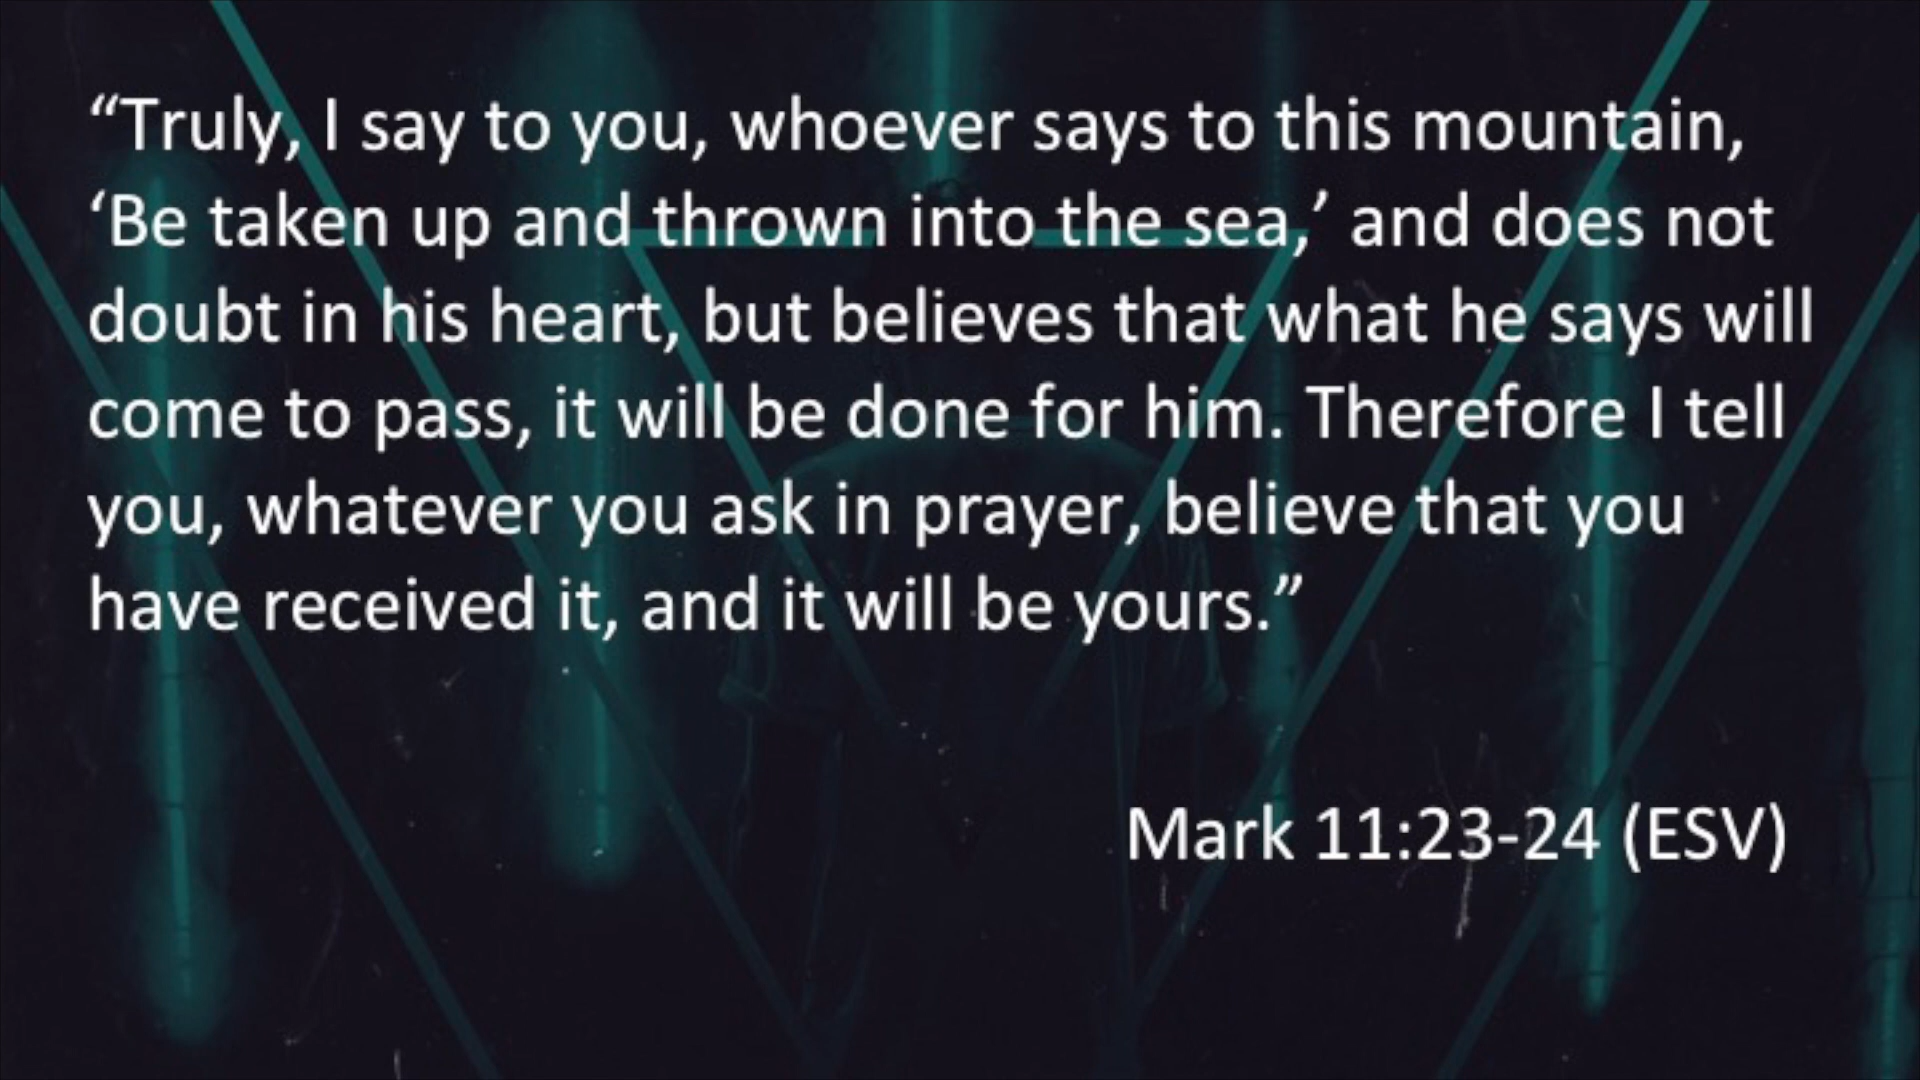 “Truly, I say to you, whoever says to this mountain,
‘Be taken up and thrown into the sea,’ and does not
doubt in his heart, but believes that what he says will
come to pass, it will be done for him. Therefore I tell
you, whatever you ask in prayer, believe that you
have received it, and it will be yours.”
Mark 11:23-24 (ESV)